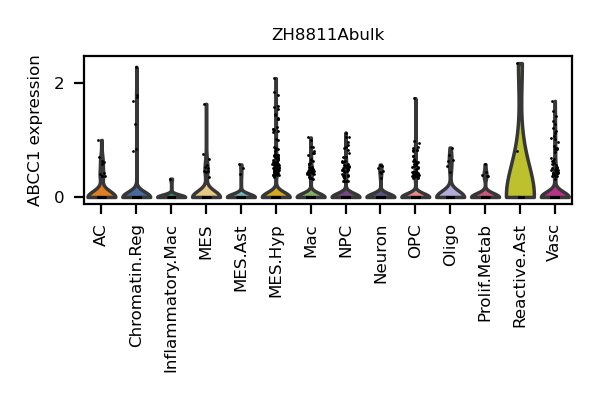 ZH8811Abulk
ABCC1 expression
2
0
AC
Chromatin.Reg
Inflammatory.Mac
MES
MES.Ast
MES.Hyp
Mac
NPC
Neuron
OPC
Oligo
Prolif.Metab
Reactive.Ast
Vasc